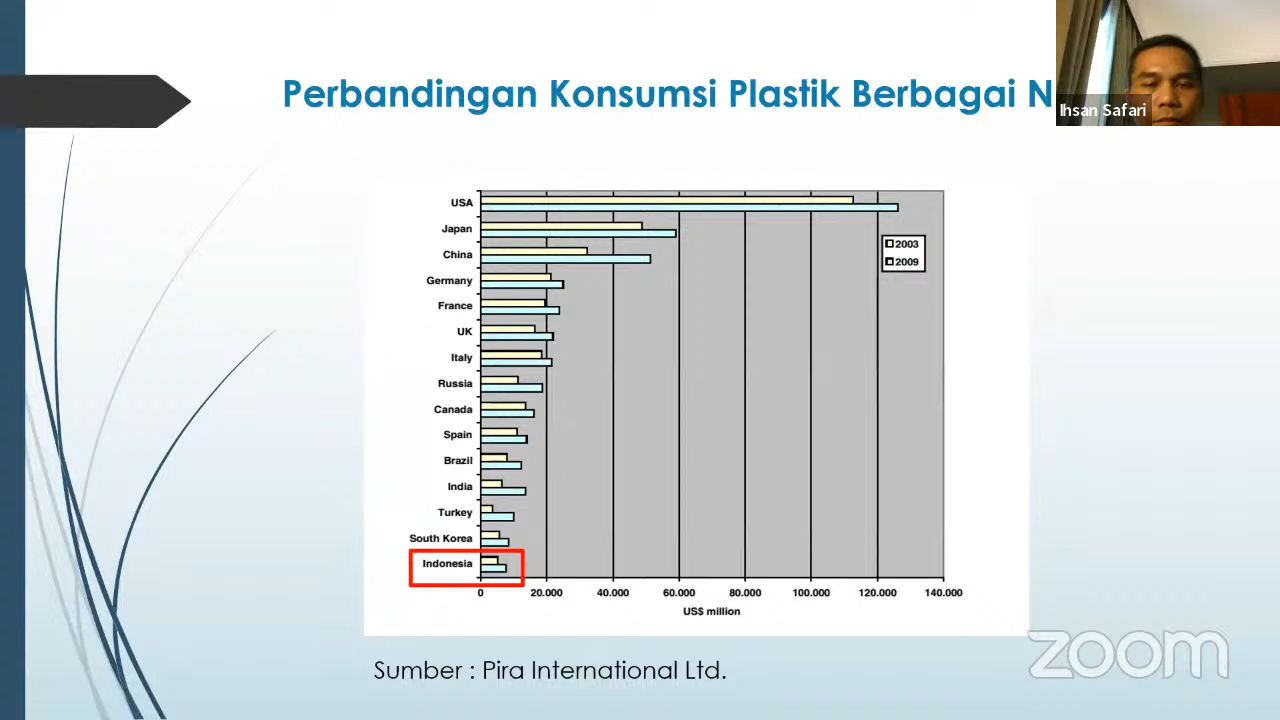 Perbandingan Konsumsi Plastik Berbagai N
Ihsan Safari
USA
Japan
China
Germany
France
UK
Italy
Russia
Canada
Spain
Brazil
India
Turkey
South Korea
Indonesia
2003
2009
0 20.000 40.000 60.000 80.000 100.000 120.000 140.000
US$ million
Sumber : Pira International Ltd.
zoom